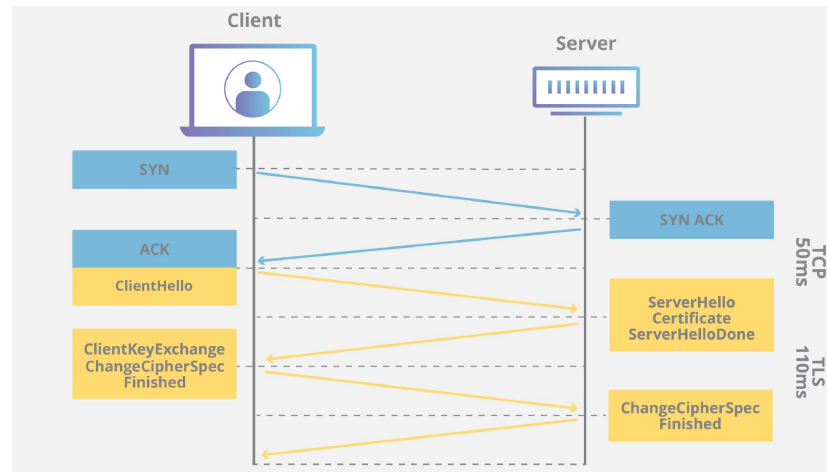 Client
Server
SYN
SYN ACK
ACK
ClientHello
ServerHello
Certificate
ServerHelloDone
ClientKeyExchange
ChangeCipherSpec
Finished
ChangeCipherSpec
Finished
TCP
50ms
TLS
110ms